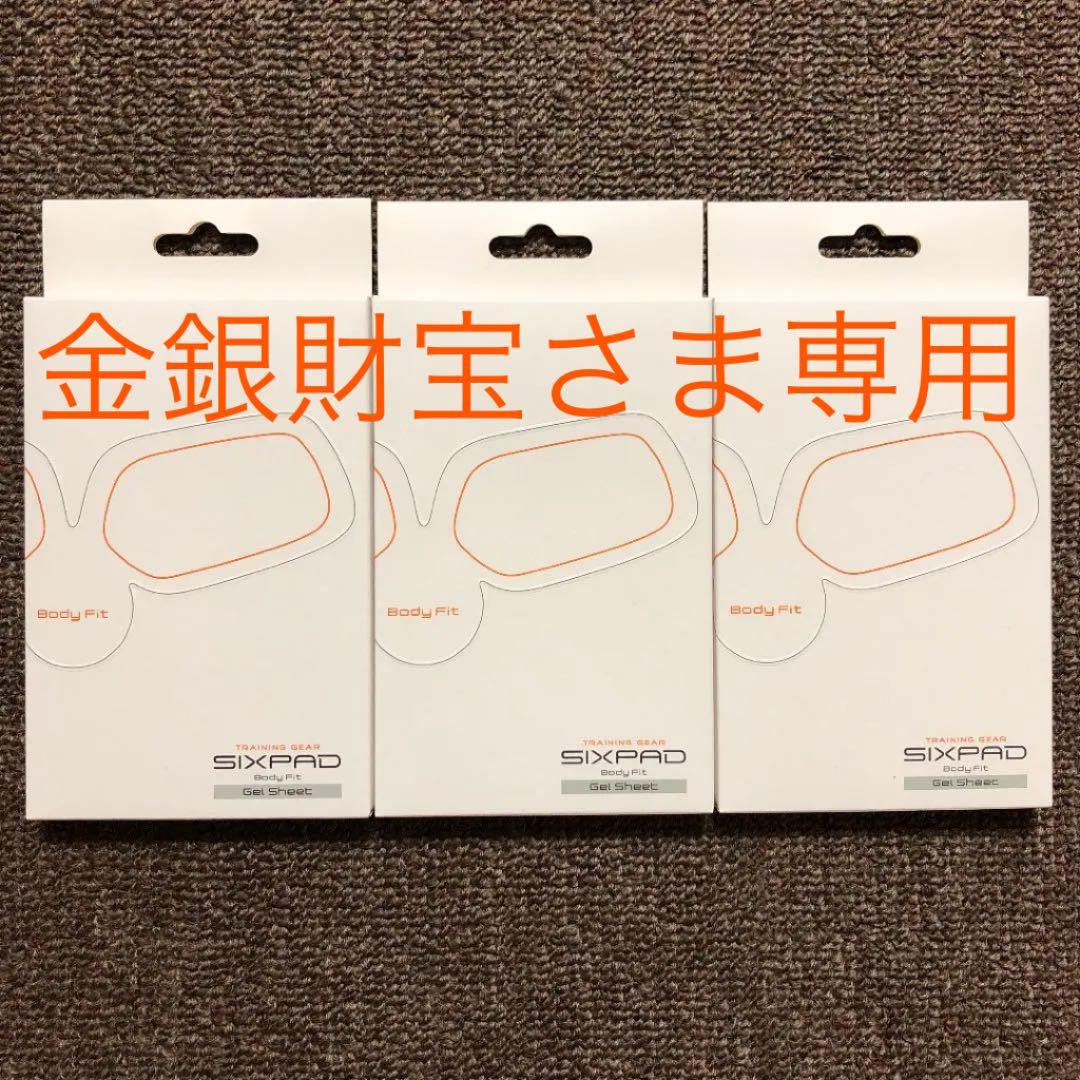 金銀財宝さま専用
Body Fit
TRAINING GEAR
SIXPAD
Body Fit
Gel Sheet
Body Fit
TRAINING GEAR
SIXPAD
Body Fit
Gel Sheet
Body Fit
TRAINING GEAR
SIXPAD
Body Fit
Gel Sheet